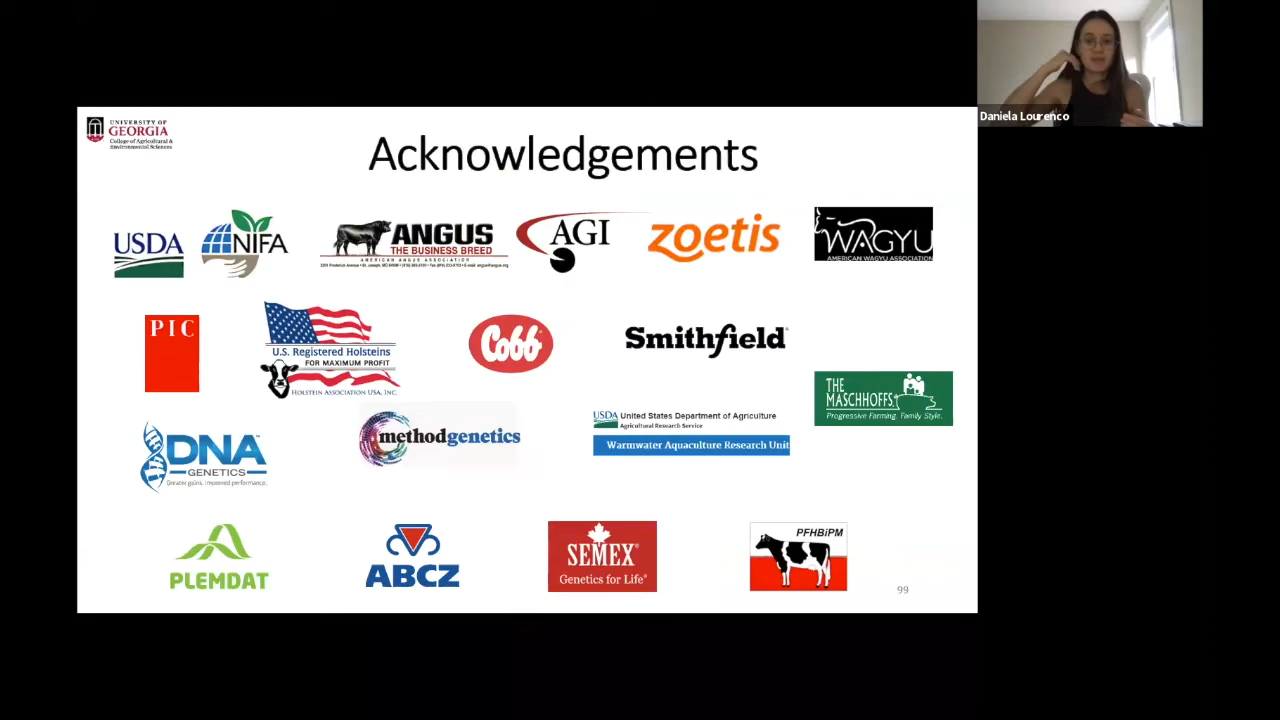 Daniela Lourenco
UNIVERSITY OF
GEORGIA
College of Agricultural &
Environmental Sciences
Acknowledgements
USDA
NIFA
ANGUS
THE BUSINESS BREED
AMERICAN ANGUS ASSOCIATION
AGI
zoetis
WAGYU
AMERICAN WAGYU ASSOCIATION
PIC
U.S. Registered Holsteins
FOR MAXIMUM PROFIT
HOLSTEIN ASSOCIATION USA, INC.
Cobb
Smithfield
THE
MASCHHOFFS
Progressive Farming. Family Style.
DNA
GENETICS
Greater gains. Improved performance.
methodgenetics
USDA United States Department of Agriculture
Agricultural Research Service
Warmwater Aquaculture Research Unit
PLEMDAT
ABCZ
SEMEX
Genetics for Life®
PFHBiPM
99